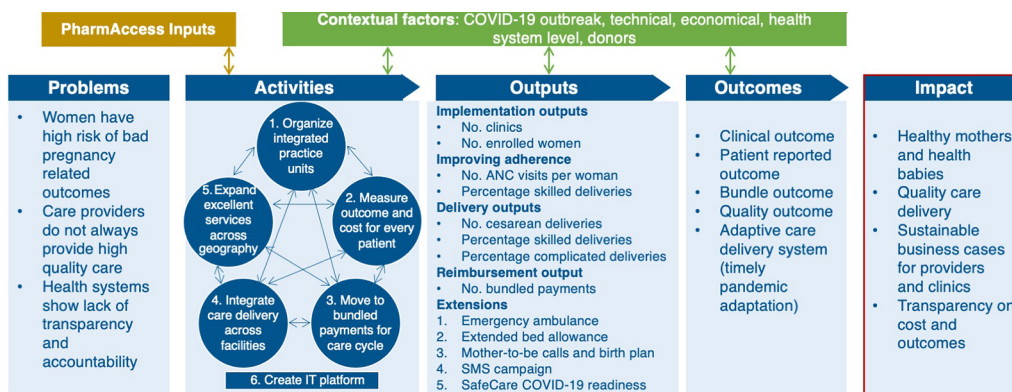 PharmAccess Inputs
Contextual factors: COVID-19 outbreak, technical, economical, health
system level, donors
Problems
• Women have
high risk of bad
pregnancy
related
outcomes
• Care providers
do not always
provide high
quality care
• Health systems
show lack of
transparency
and
accountability
Activities
1. Organize
integrated
practice
units
2. Measure
outcome and
cost for every
patient
3. Move to
bundled
payments for
care cycle
4. Integrate
care delivery
across
facilities
5. Expand
excellent
services
across
geography
6. Create IT platform
Outputs
Implementation outputs
• No. clinics
• No. enrolled women
Improving adherence
• No. ANC visits per woman
• Percentage skilled deliveries
Delivery outputs
• No. cesarean deliveries
• Percentage skilled deliveries
• Percentage complicated deliveries
Reimbursement output
• No. bundled payments
Extensions
1. Emergency ambulance
2. Extended bed allowance
3. Mother-to-be calls and birth plan
4. SMS campaign
5. SafeCare COVID-19 readiness
Outcomes
• Clinical outcome
• Patient reported
outcome
• Bundle outcome
• Quality outcome
• Adaptive care
delivery system
(timely
pandemic
adaptation)
Impact
• Healthy mothers
and health
babies
• Quality care
delivery
• Sustainable
business cases
for providers
and clinics
• Transparency on
cost and
outcomes